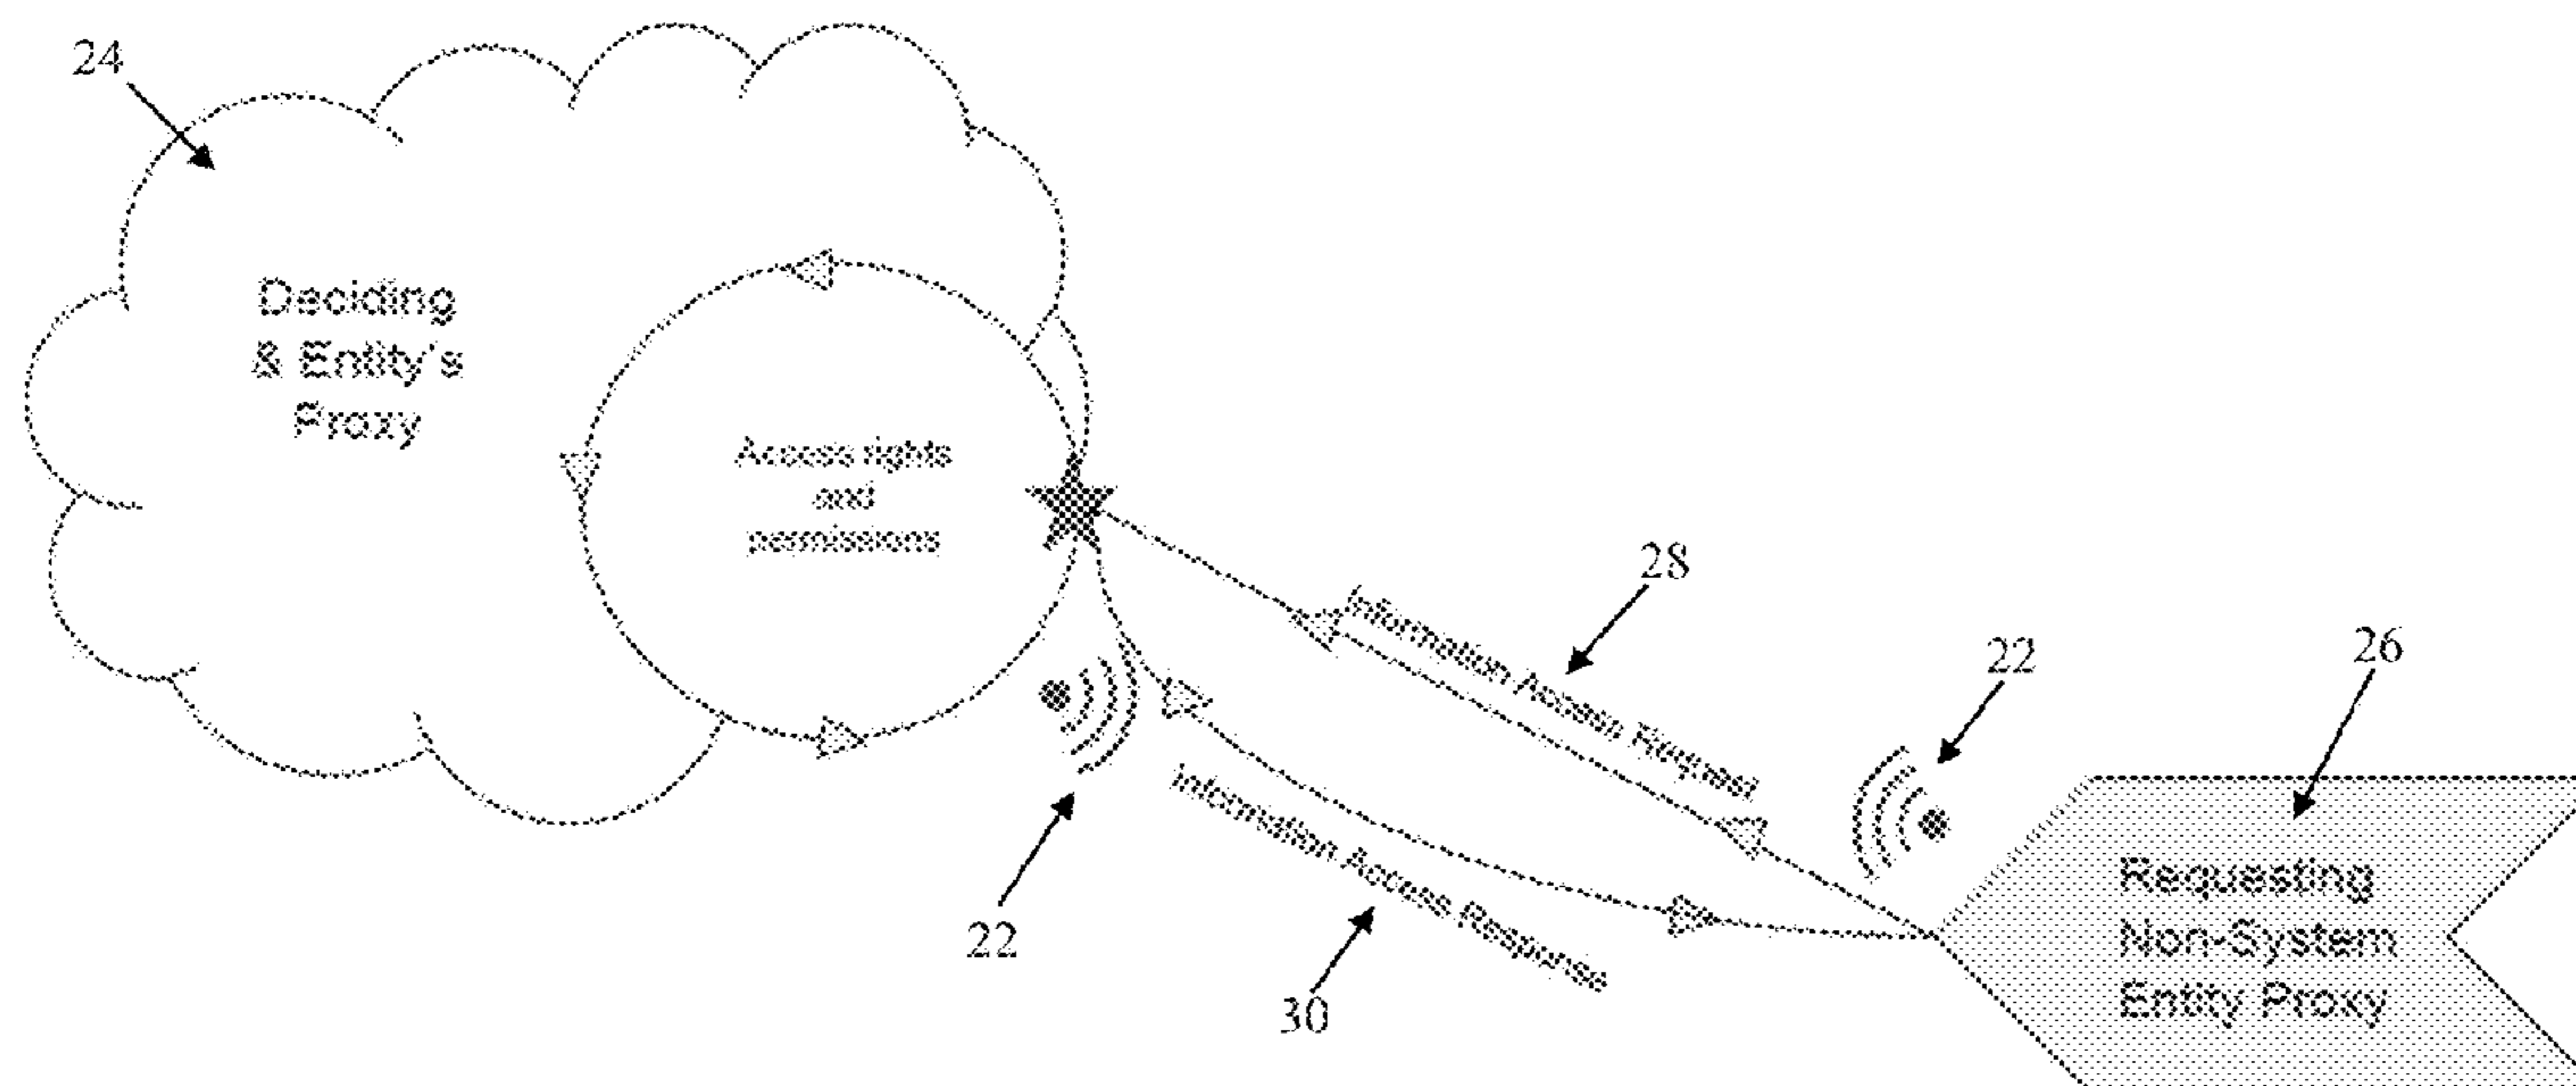 24
Deciding
& Entity's
Proxy
Access rights
and
permissions
28
Information Access Request
22
26
22
Information Access Response
30
Requesting
Non-System
Entity Proxy